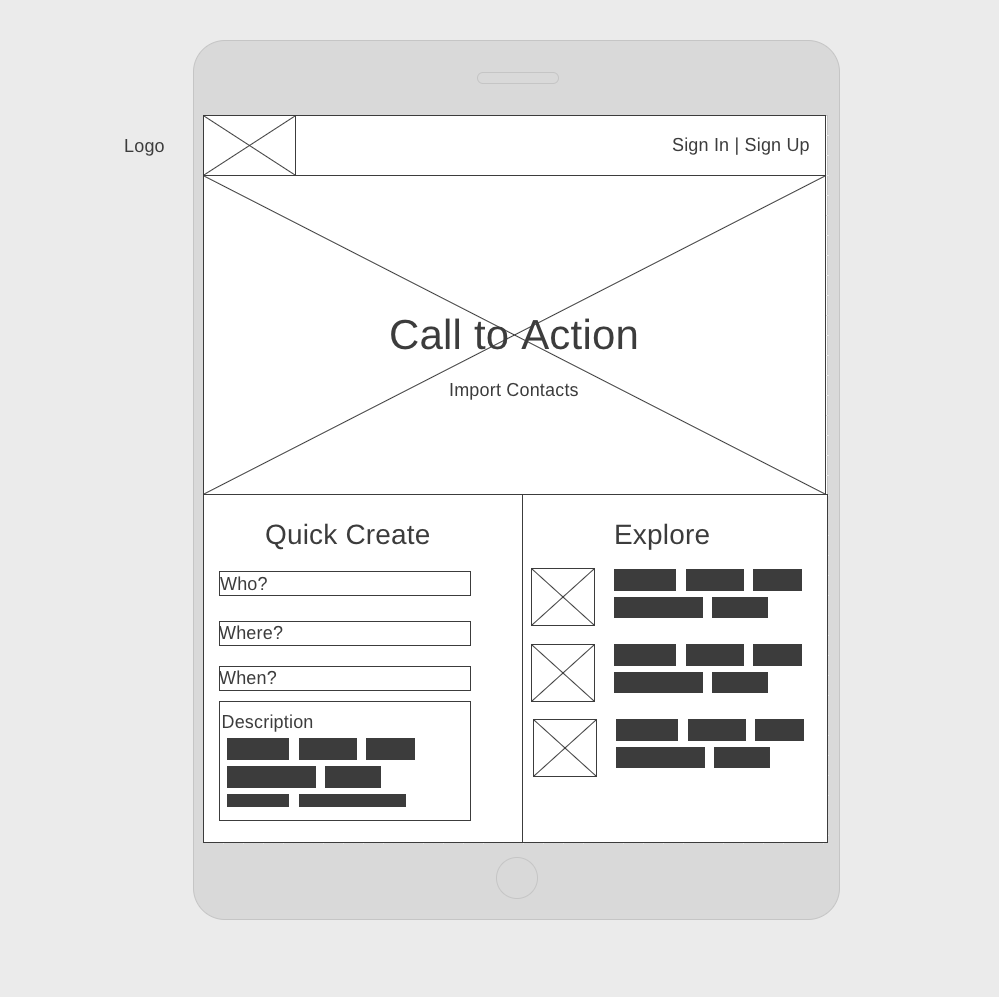 Logo
Sign In | Sign Up
Call to Action
Import Contacts
Quick Create
Who?
Where?
When?
Description
Explore